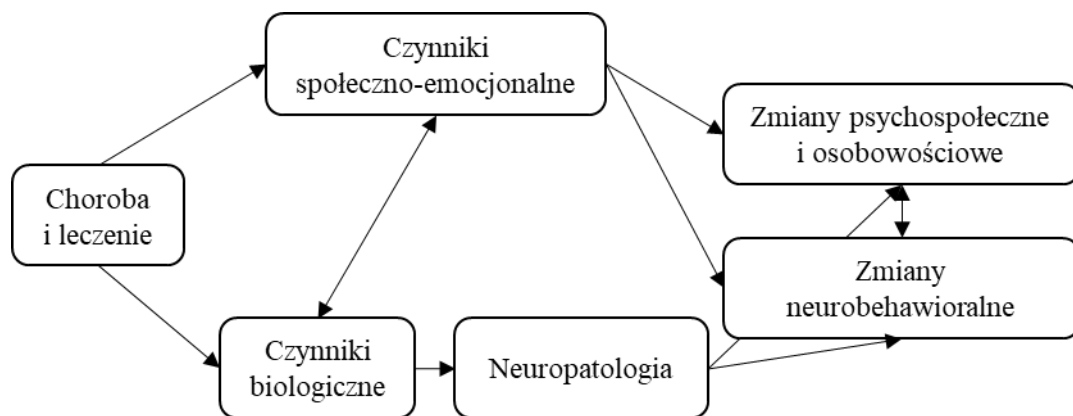 Czynniki
społeczno-emocjonalne
Zmiany psychospołeczne
i osobowościowe
Choroba
i leczenie
Zmiany
neurobehawioralne
Czynniki
biologiczne
Neuropatologia